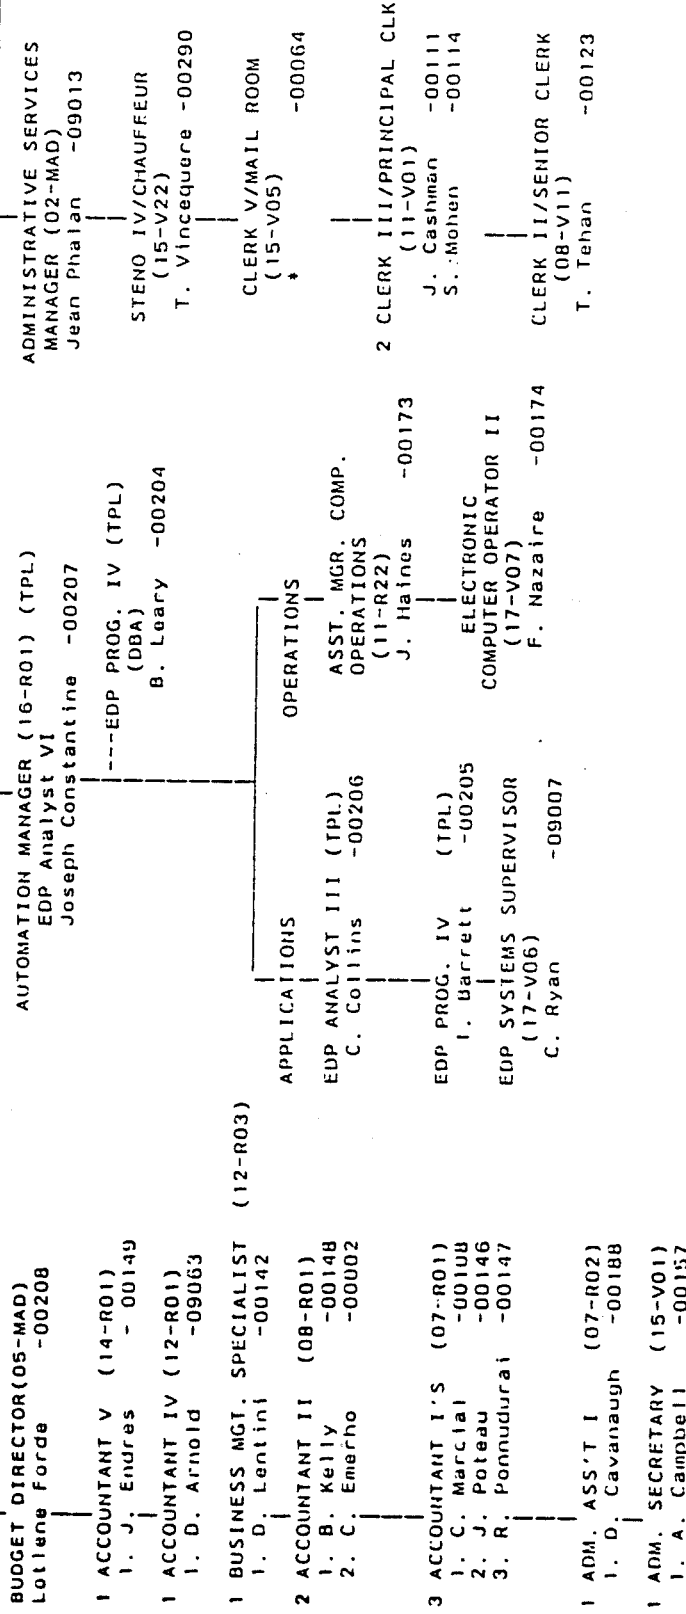 BUDGET DIRECTOR(05-MAD)
Lollene Forde -00208
1 ACCOUNTANT V (14-R01)
1. J. Endres - 00149
1 ACCOUNTANT IV (12-R01)
1. D. Arnold -09063
1 BUSINESS MGT. SPECIALIST (12-R03)
1. D. Lentini -00142
2 ACCOUNTANT II (08-R01)
1. B. Kelly -00148
2. C. Emerho -00002
3 ACCOUNTANT I'S (07-R01)
1. C. Marcial -00108
2. J. Poteau -00146
3. R. Ponnudurai -00147
1 ADM. ASS'T I (07-R02)
1. D. Cavanaugh -00188
1 ADM. SECRETARY (15-V01)
1. A. Campbell -00157
AUTOMATION MANAGER (16-R01) (TPL)
EDP Analyst VI
Joseph Constantine -00207
---EDP PROG. IV (TPL)
(DBA)
B. Leary -00204
APPLICATIONS
EDP ANALYST III (TPL)
C. Collins -00206
EDP PROG. IV (TPL)
I. Barrett -00205
EDP SYSTEMS SUPERVISOR
(17-V06)
C. Ryan -09007
OPERATIONS
ASST. MGR. COMP.
OPERATIONS
(11-R22)
J. Haines -00173
ELECTRONIC
COMPUTER OPERATOR II
(17-V07)
F. Nazaire -00174
ADMINISTRATIVE SERVICES
MANAGER (02-MAD)
Jean Phalan -09013
STENO IV/CHAUFFEUR
(15-V22)
T. Vincequere -00290
CLERK V/MAIL ROOM
(15-V05)
* -00064
2 CLERK III/PRINCIPAL CLK
(11-V01)
J. Cashman -00111
S. Mohen -00114
CLERK II/SENIOR CLERK
(08-V11)
T. Tehan -00123